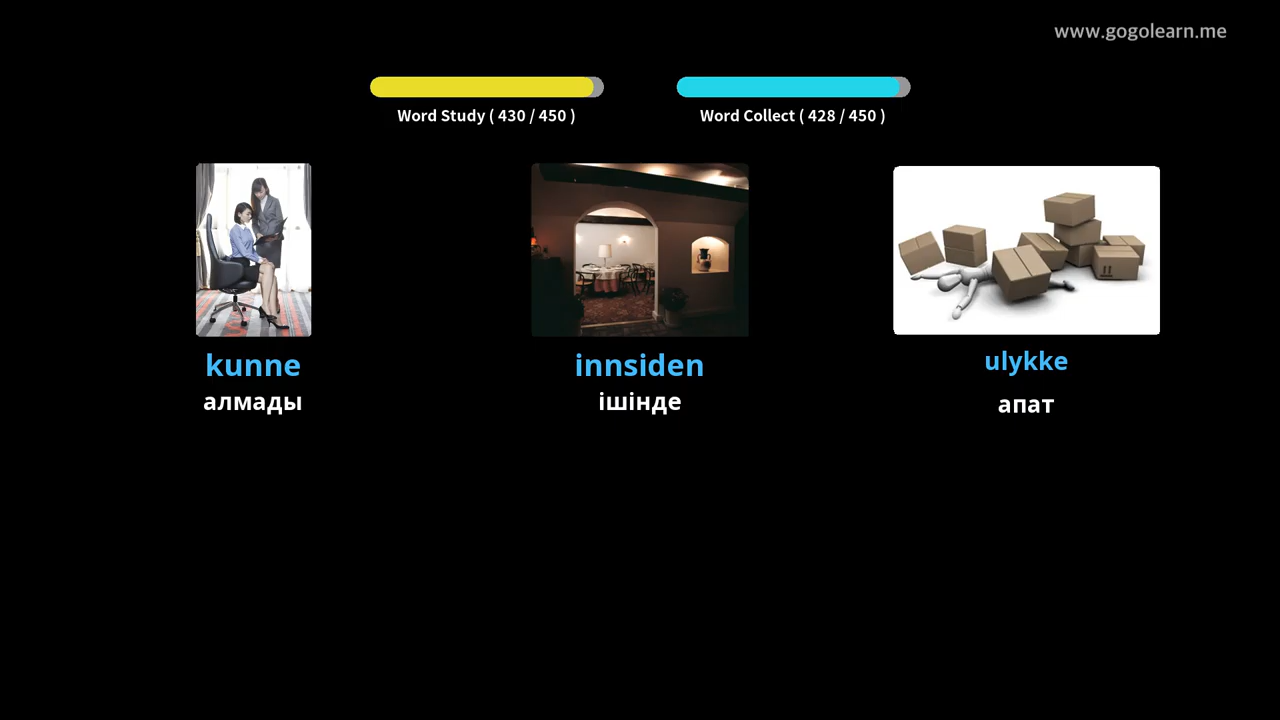 www.gogolearn.me
Word Study ( 430 / 450 )
Word Collect ( 428 / 450 )
kunne
алмады
innsiden
ішінде
ulykke
апат